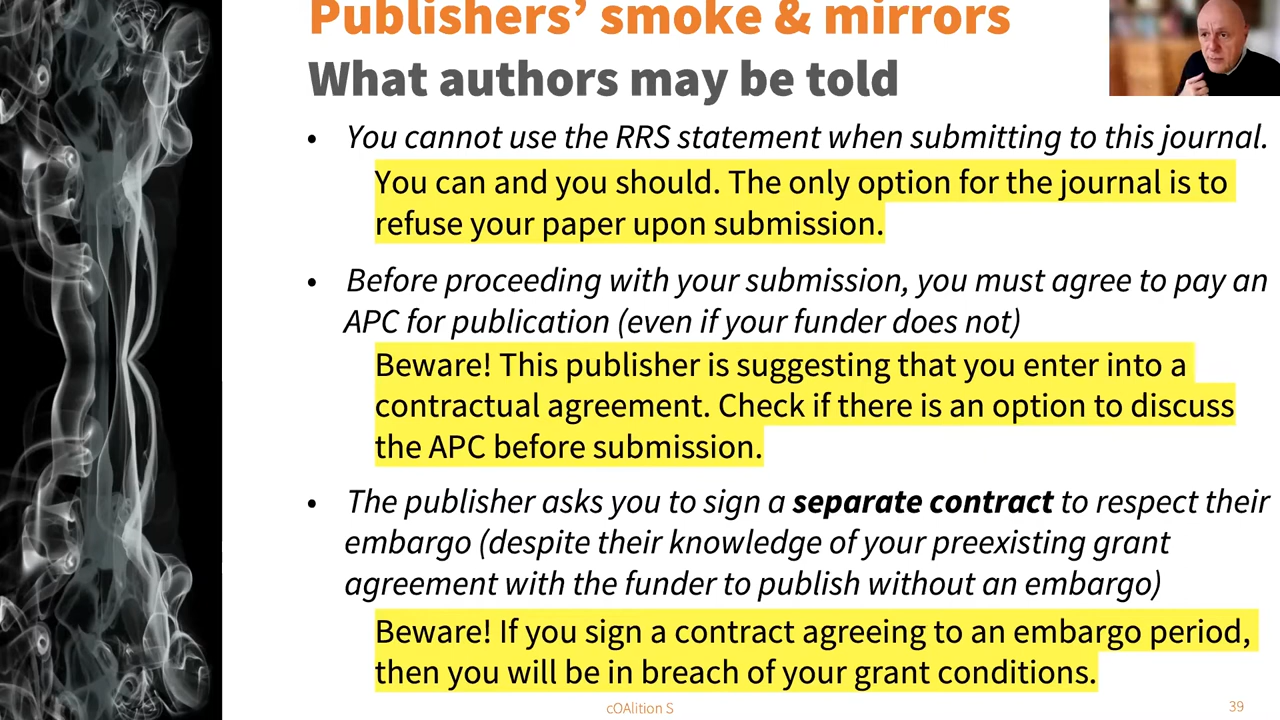 Publishers’ smoke & mirrors
What authors may be told
• You cannot use the RRS statement when submitting to this journal.
You can and you should. The only option for the journal is to
refuse your paper upon submission.
• Before proceeding with your submission, you must agree to pay an
APC for publication (even if your funder does not)
Beware! This publisher is suggesting that you enter into a
contractual agreement. Check if there is an option to discuss
the APC before submission.
• The publisher asks you to sign a separate contract to respect their
embargo (despite their knowledge of your preexisting grant
agreement with the funder to publish without an embargo)
Beware! If you sign a contract agreeing to an embargo period,
then you will be in breach of your grant conditions.
cOAlition S
39